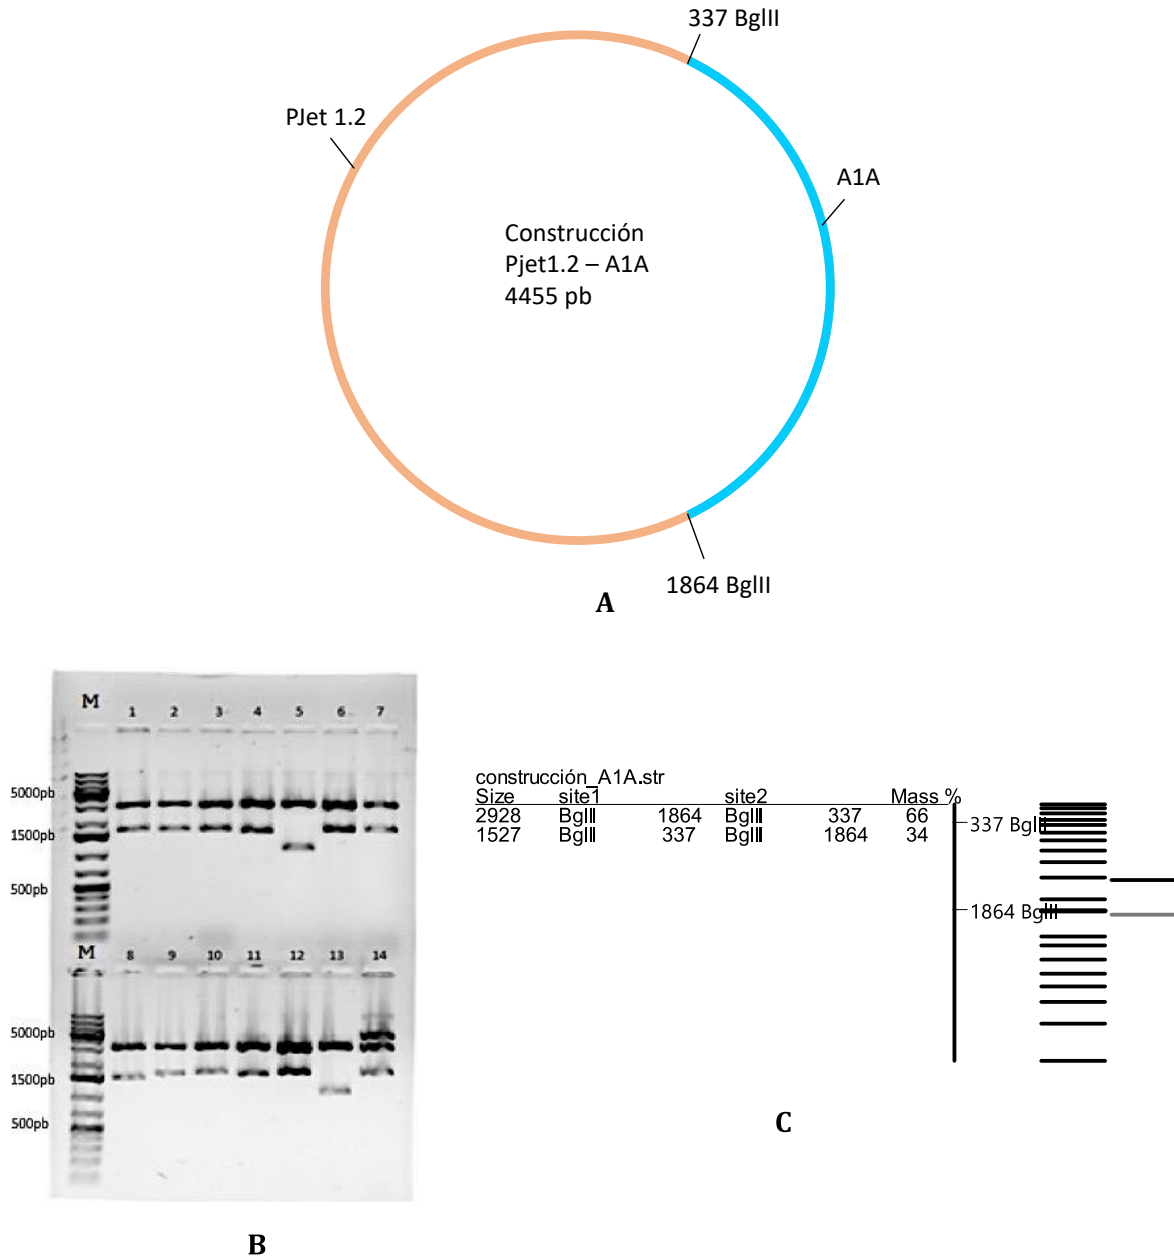 337 BglII
PJet 1.2
A1A
Construcción
Pjet1.2 – A1A
4455 pb
1864 BglII
A
M 1 2 3 4 5 6 7
5000pb
1500pb
500pb
M 8 9 10 11 12 13 14
5000pb
1500pb
500pb
B
construcción_A1A.str
Size site1 site2 Mass %
2928 BglII 1864 BglII 337 66
1527 BglII 337 BglII 1864 34
337 BglII
1864 BglII
C